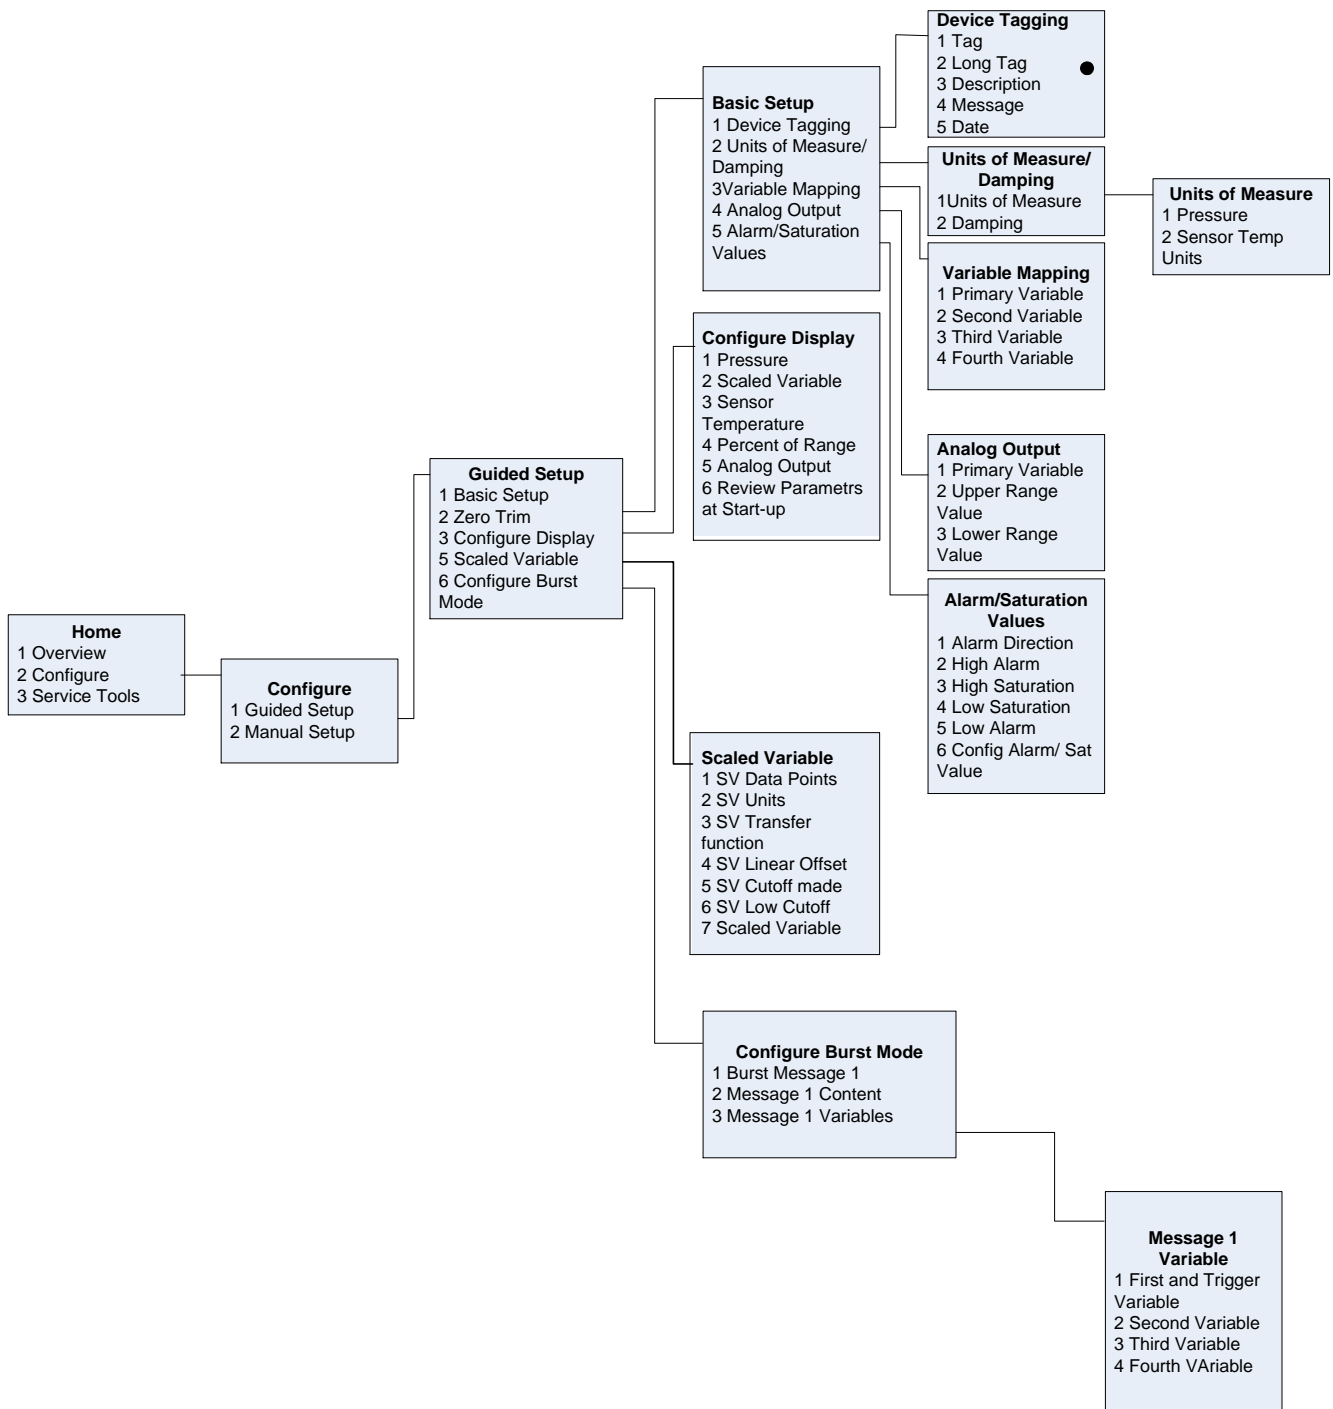 Home
1 Overview
2 Configure
3 Service Tools
Configure
1 Guided Setup
2 Manual Setup
Guided Setup
1 Basic Setup
2 Zero Trim
3 Configure Display
5 Scaled Variable
6 Configure Burst
Mode
Basic Setup
1 Device Tagging
2 Units of Measure/
Damping
3Variable Mapping
4 Analog Output
5 Alarm/Saturation
Values
Configure Display
1 Pressure
2 Scaled Variable
3 Sensor
Temperature
4 Percent of Range
5 Analog Output
6 Review Parametrs
at Start-up
Scaled Variable
1 SV Data Points
2 SV Units
3 SV Transfer
function
4 SV Linear Offset
5 SV Cutoff made
6 SV Low Cutoff
7 Scaled Variable
Configure Burst Mode
1 Burst Message 1
2 Message 1 Content
3 Message 1 Variables
Device Tagging
1 Tag
2 Long Tag
3 Description
4 Message
5 Date
Units of Measure/
Damping
1Units of Measure
2 Damping
Variable Mapping
1 Primary Variable
2 Second Variable
3 Third Variable
4 Fourth Variable
Analog Output
1 Primary Variable
2 Upper Range
Value
3 Lower Range
Value
Alarm/Saturation
Values
1 Alarm Direction
2 High Alarm
3 High Saturation
4 Low Saturation
5 Low Alarm
6 Config Alarm/ Sat
Value
Units of Measure
1 Pressure
2 Sensor Temp
Units
Message 1
Variable
1 First and Trigger
Variable
2 Second Variable
3 Third Variable
4 Fourth VAriable